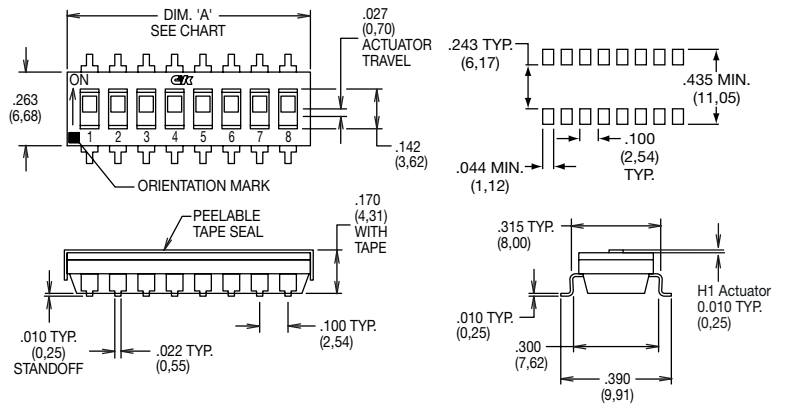 DIM. 'A'
SEE CHART
.027
(0,70)
ACTUATOR
TRAVEL
ON
CK
.263
(6,68)
1 2 3 4 5 6 7 8
.142
(3,62)
ORIENTATION MARK
.243 TYP.
(6,17)
.435 MIN.
(11,05)
.100
(2,54)
TYP.
.044 MIN.
(1,12)
PEELABLE
TAPE SEAL
.170
(4,31)
WITH
TAPE
.010 TYP.
(0,25)
STANDOFF
.022 TYP.
(0,55)
.100 TYP.
(2,54)
.315 TYP.
(8,00)
H1 Actuator
0.010 TYP.
(0,25)
.010 TYP.
(0,25)
.300
(7,62)
.390
(9,91)